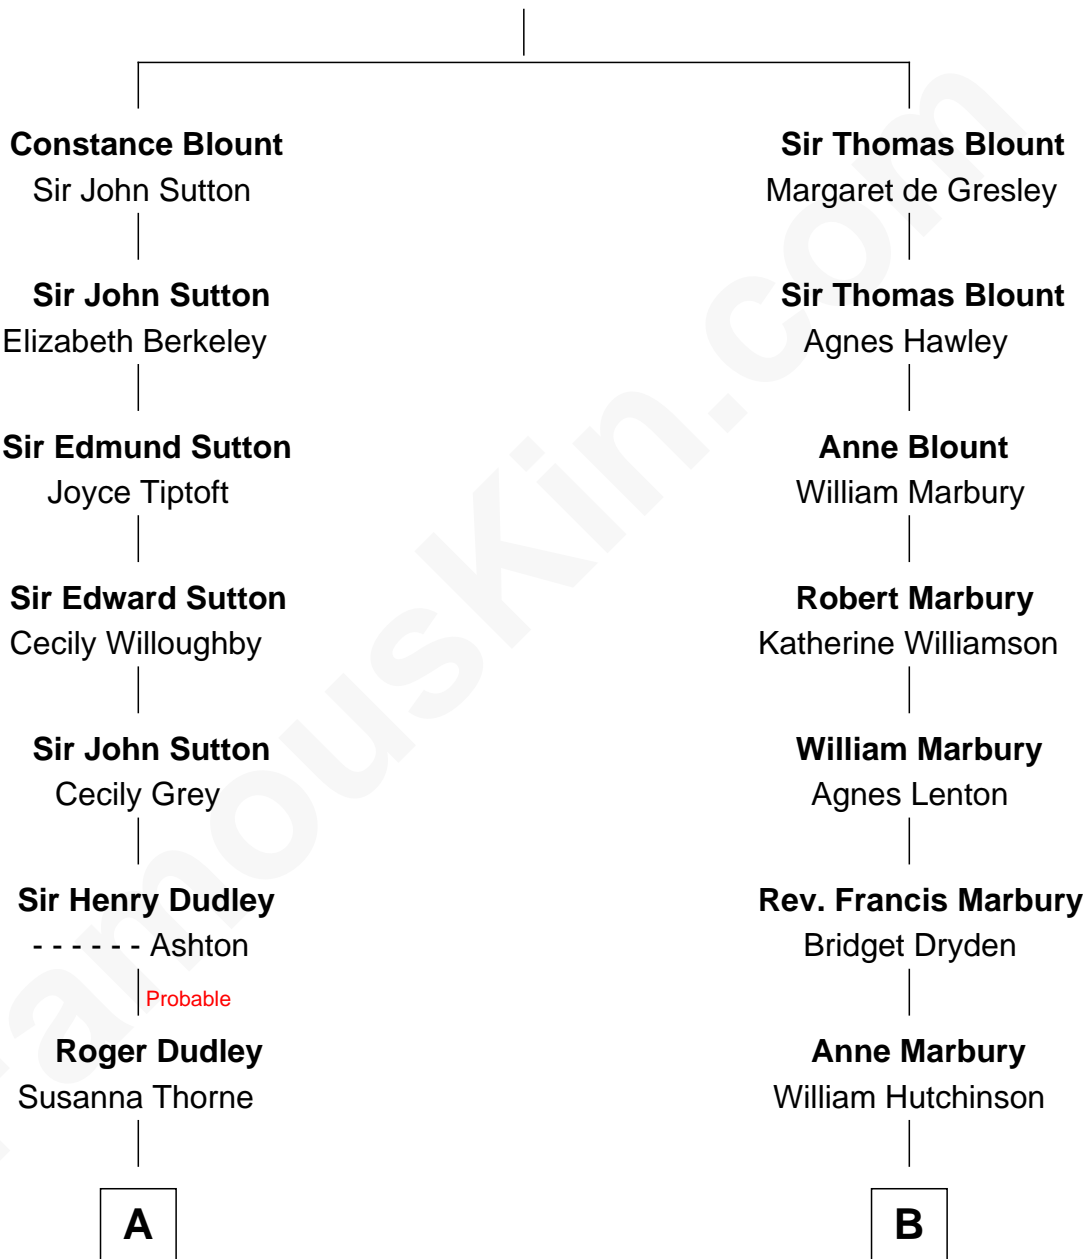 Constance Blount
Sir John Sutton
Sir John Sutton
Elizabeth Berkeley
Sir Edmund Sutton
Joyce Tiptoft
Sir Edward Sutton
Cecily Willoughby
Sir John Sutton
Cecily Grey
Sir Henry Dudley
- - - - - - Ashton
Probable
Roger Dudley
Susanna Thorne
A
Sir Thomas Blount
Margaret de Gresley
Sir Thomas Blount
Agnes Hawley
Anne Blount
William Marbury
Robert Marbury
Katherine Williamson
William Marbury
Agnes Lenton
Rev. Francis Marbury
Bridget Dryden
Anne Marbury
William Hutchinson
B
FamousKin.com